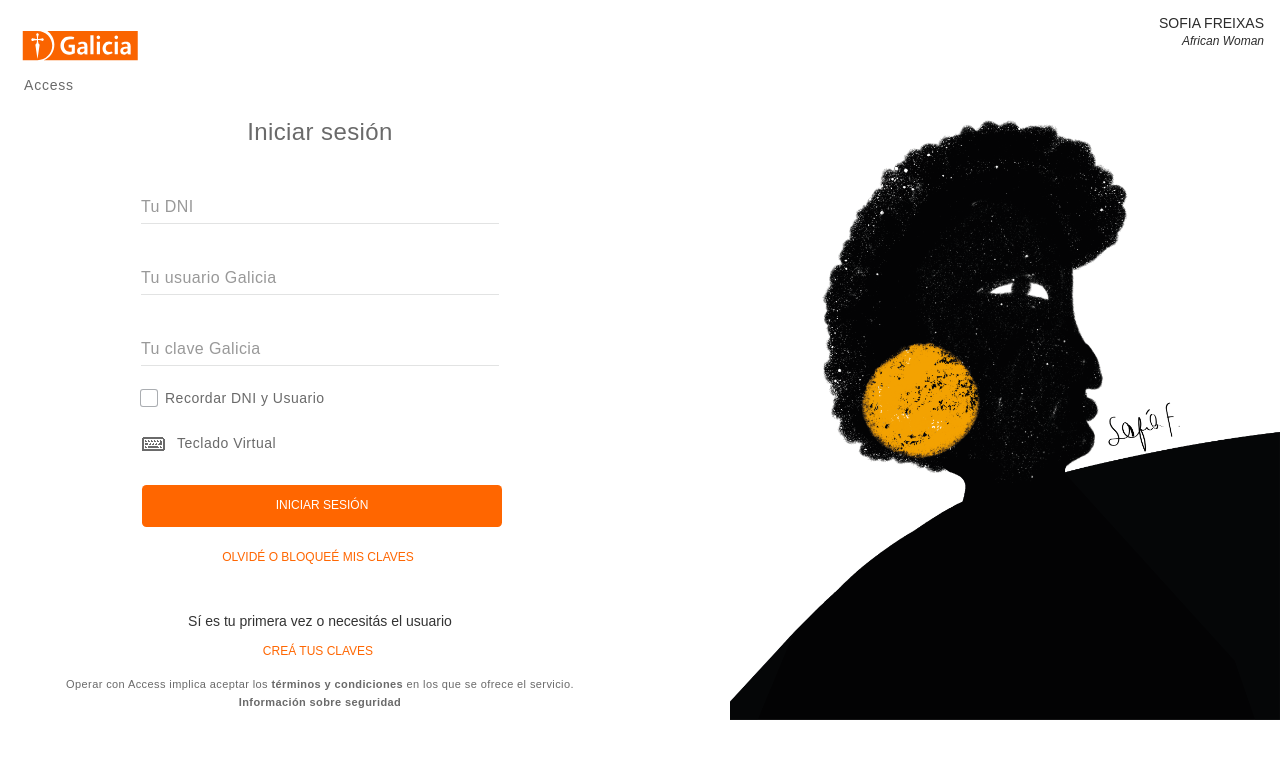 Galicia
SOFIA FREIXAS
African Woman
Access
Iniciar sesión
Tu DNI
Tu usuario Galicia
Tu clave Galicia
Recordar DNI y Usuario
Teclado Virtual
INICIAR SESIÓN
OLVIDÉ O BLOQUEÉ MIS CLAVES
Sí es tu primera vez o necesitás el usuario
CREÁ TUS CLAVES
Operar con Access implica aceptar los términos y condiciones en los que se ofrece el servicio.
Información sobre seguridad
Sofía F.